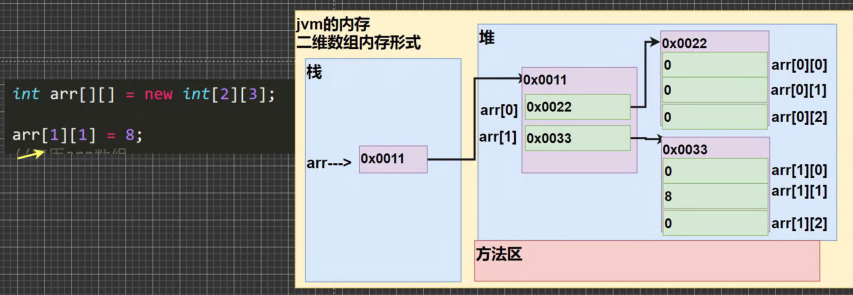 int arr[][] = new int[2][3];
arr[1][1] = 8;
jvm的内存
二维数组内存形式
栈
arr--->
0x0011
堆
0x0011
arr[0]
0x0022
arr[1]
0x0033
0x0022
0
arr[0][0]
0
arr[0][1]
0
arr[0][2]
0x0033
0
arr[1][0]
8
arr[1][1]
0
arr[1][2]
方法区